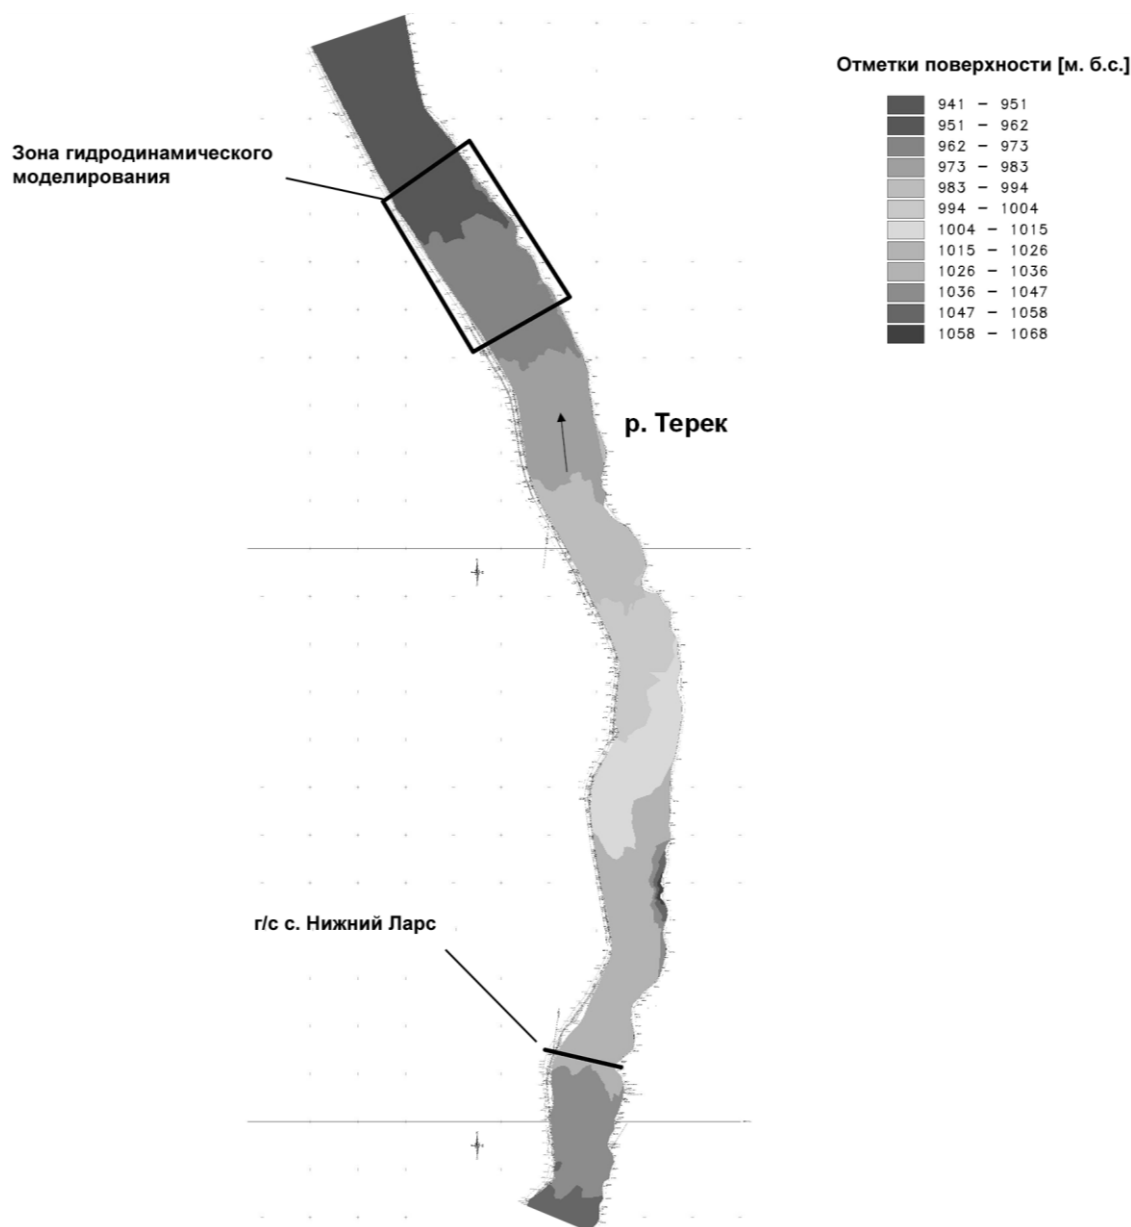 Отметки поверхности [м. б.с.]
941 – 951
951 – 962
962 – 973
973 – 983
983 – 994
994 – 1004
1004 – 1015
1015 – 1026
1026 – 1036
1036 – 1047
1047 – 1058
1058 – 1068
Зона гидродинамического
моделирования
р. Терек
г/с с. Нижний Ларс